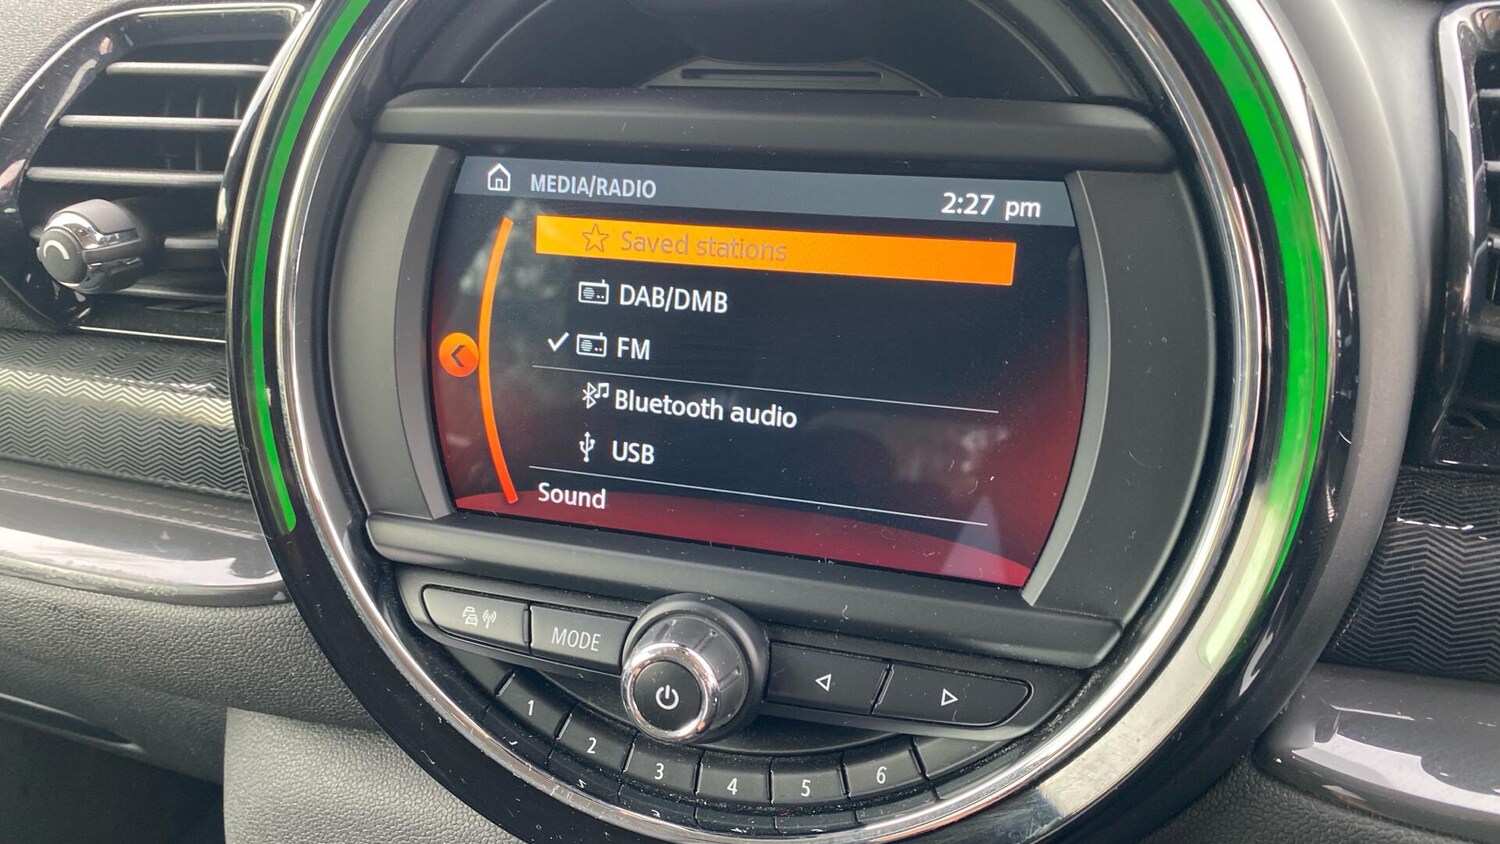 MEDIA/RADIO 2:27 pm
Saved stations
DAB/DMB
FM
Bluetooth audio
USB
Sound
MODE
1 2 3 4 5 6